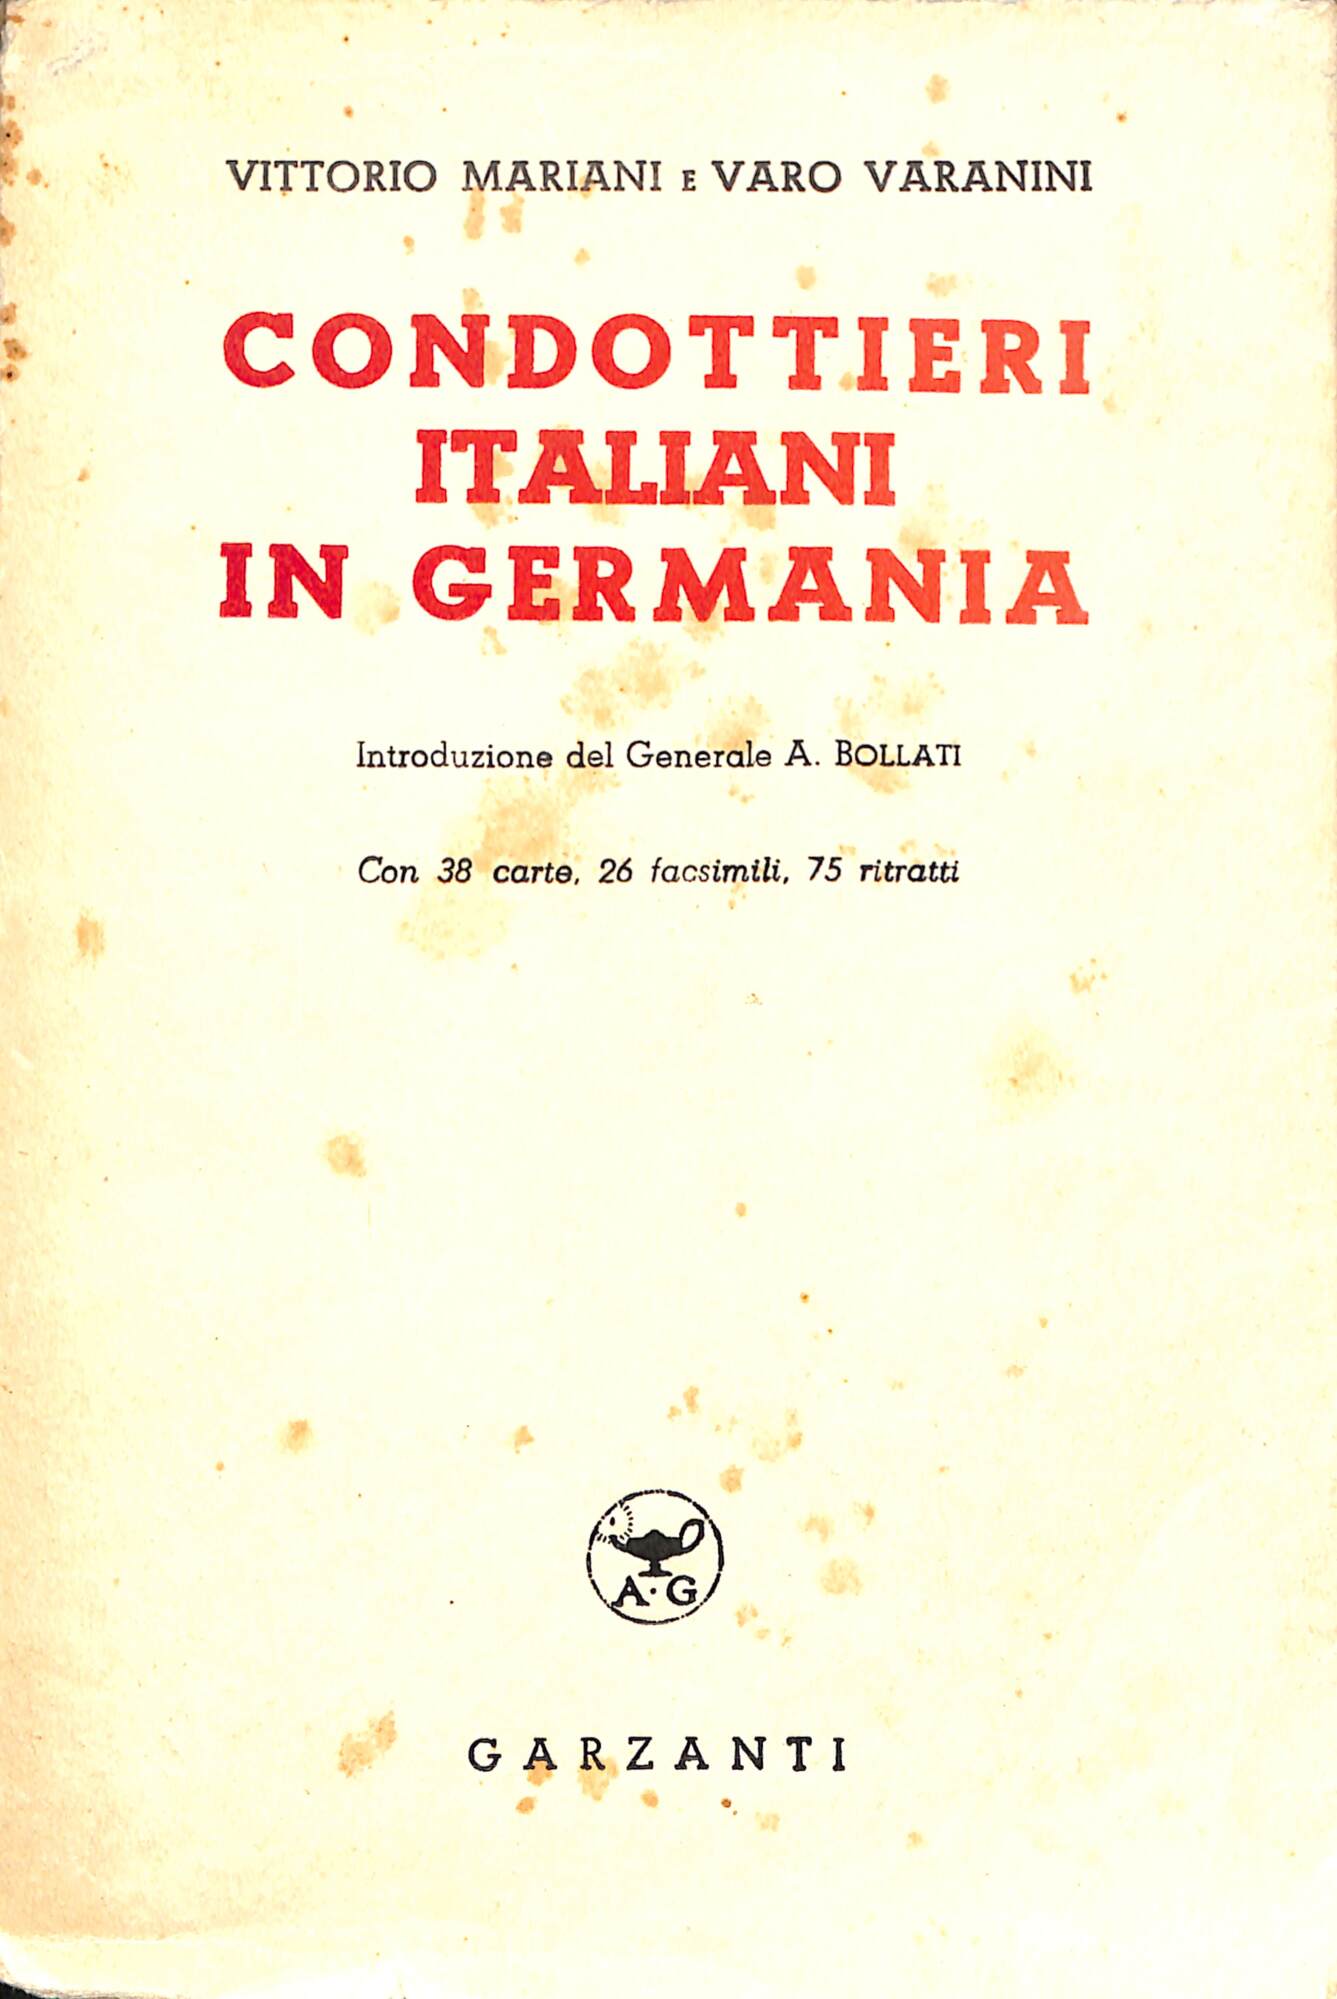 VITTORIO MARIANI E VARO VARANINI
CONDOTTIERI
ITALIANI
IN GERMANIA
Introduzione del Generale A. BOLLATI
Con 38 carte, 26 facsimili, 75 ritratti
A·G
GARZANTI